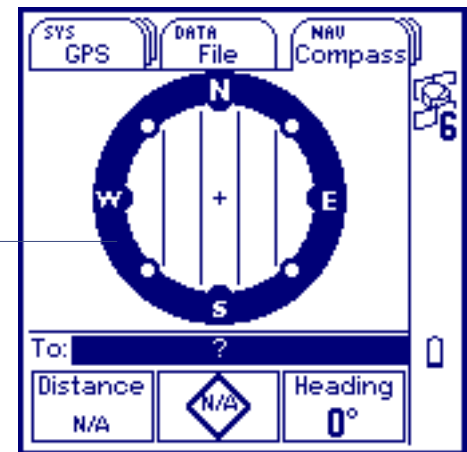 SYS
GPS
DATA
File
NAV
Compass
6
N
W
E
S
To: ?
Distance
N/A
N/A
Heading
0°